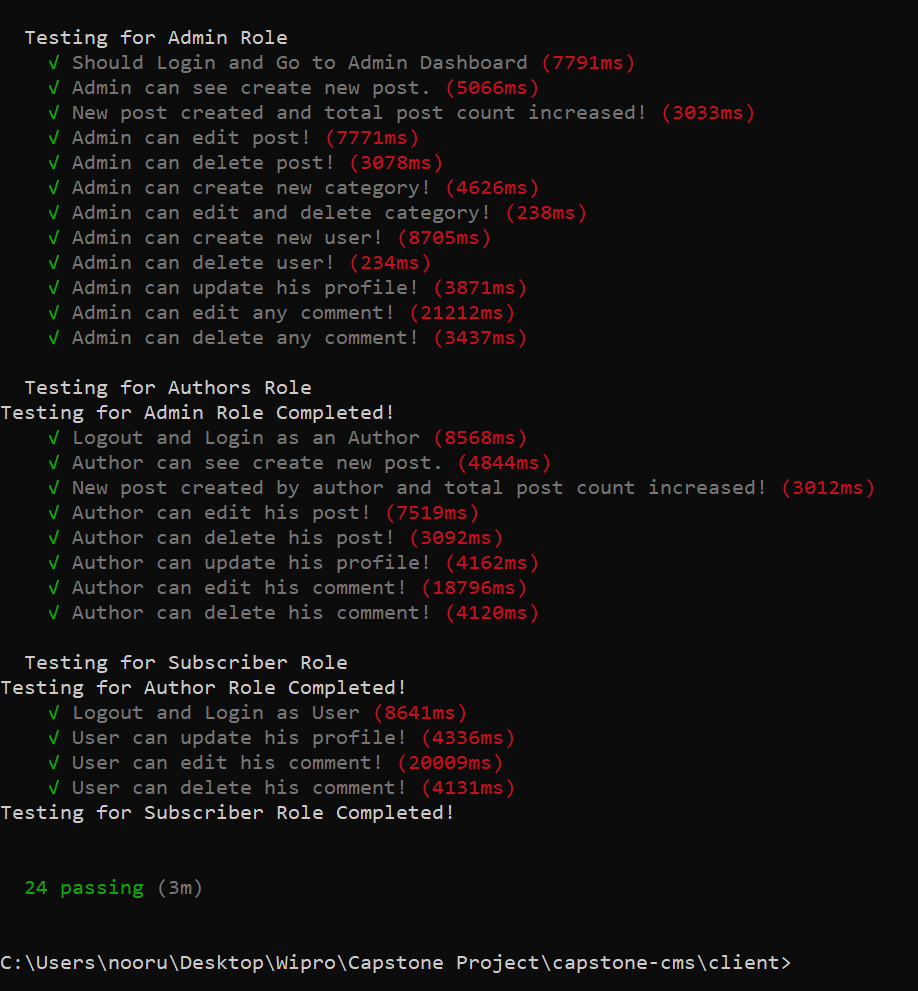 Testing for Admin Role
√ Should Login and Go to Admin Dashboard (7791ms)
√ Admin can see create new post. (5066ms)
√ New post created and total post count increased! (3033ms)
√ Admin can edit post! (7771ms)
√ Admin can delete post! (3078ms)
√ Admin can create new category! (4626ms)
√ Admin can edit and delete category! (238ms)
√ Admin can create new user! (8705ms)
√ Admin can delete user! (234ms)
√ Admin can update his profile! (3871ms)
√ Admin can edit any comment! (21212ms)
√ Admin can delete any comment! (3437ms)
Testing for Authors Role
Testing for Admin Role Completed!
√ Logout and Login as an Author (8568ms)
√ Author can see create new post. (4844ms)
√ New post created by author and total post count increased! (3012ms)
√ Author can edit his post! (7519ms)
√ Author can delete his post! (3092ms)
√ Author can update his profile! (4162ms)
√ Author can edit his comment! (18796ms)
√ Author can delete his comment! (4120ms)
Testing for Subscriber Role
Testing for Author Role Completed!
√ Logout and Login as User (8641ms)
√ User can update his profile! (4336ms)
√ User can edit his comment! (20009ms)
√ User can delete his comment! (4131ms)
Testing for Subscriber Role Completed!
24 passing (3m)
C:\Users\nooru\Desktop\Wipro\Capstone Project\capstone-cms\client>